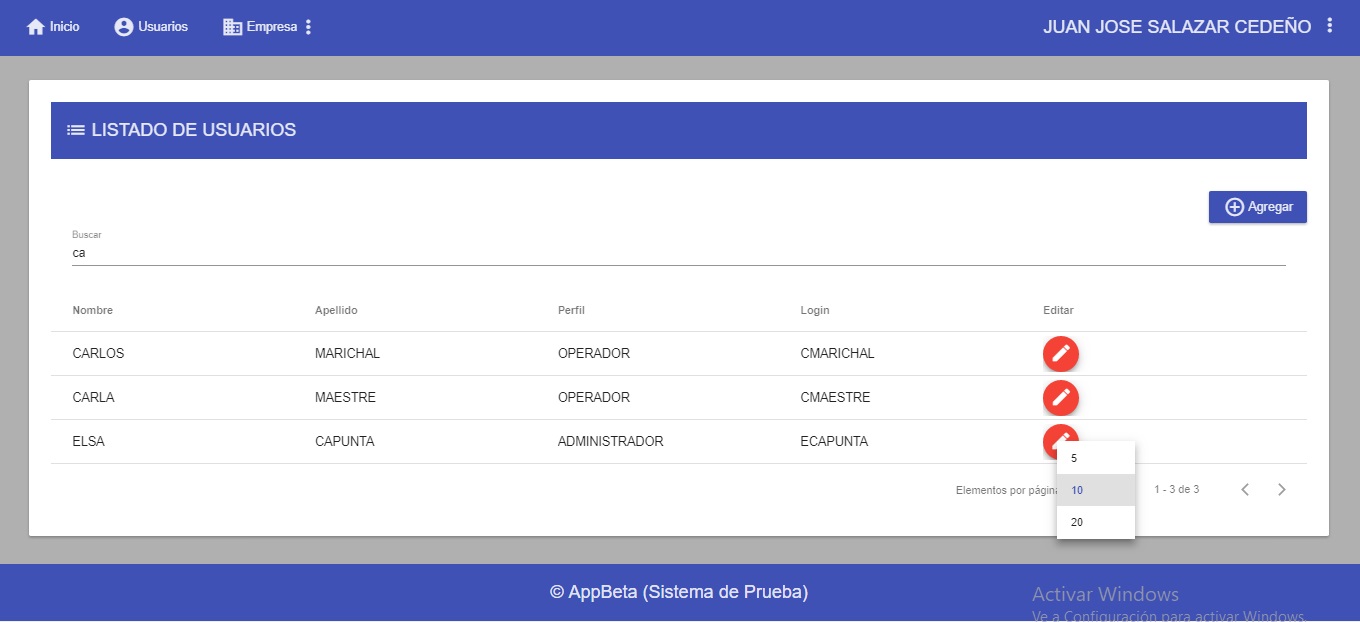 Inicio Usuarios Empresa JUAN JOSE SALAZAR CEDEÑO
LISTADO DE USUARIOS
Agregar
Buscar
ca
Nombre Apellido Perfil Login Editar
CARLOS MARICHAL OPERADOR CMARICHAL
CARLA MAESTRE OPERADOR CMAESTRE
ELSA CAPUNTA ADMINISTRADOR ECAPUNTA
5
Elementos por página 10 1 - 3 de 3
20
© AppBeta (Sistema de Prueba)
Activar Windows
Ve a Configuración para activar Windows.